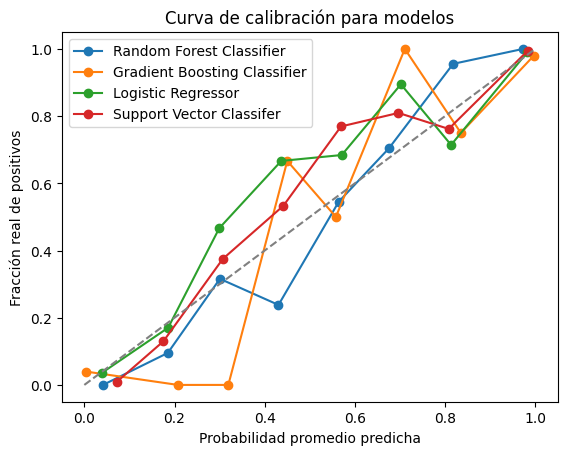 Curva de calibración para modelos
Random Forest Classifier
Gradient Boosting Classifier
Logistic Regressor
Support Vector Classifer
Fracción real de positivos
1.0
0.8
0.6
0.4
0.2
0.0
0.0 0.2 0.4 0.6 0.8 1.0
Probabilidad promedio predicha